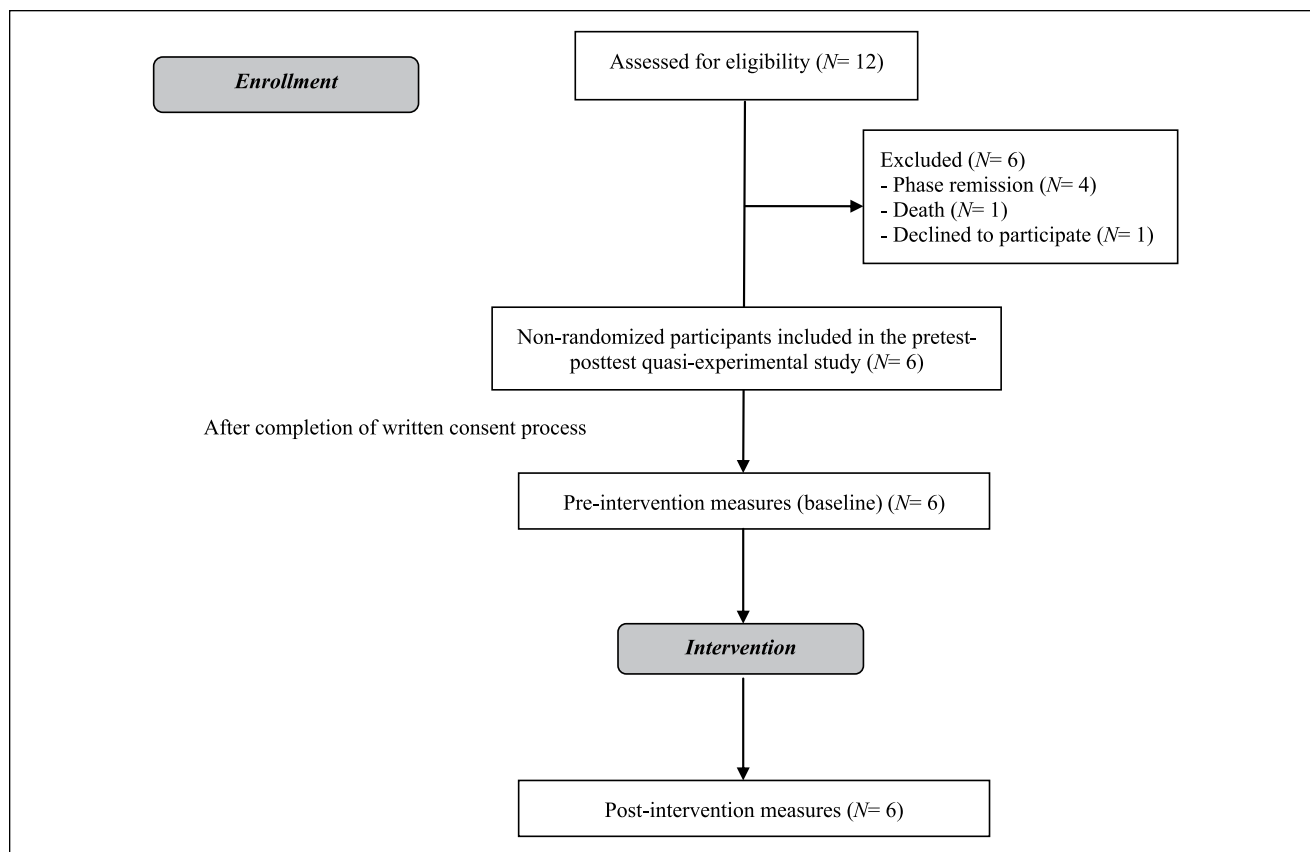 Enrollment
Assessed for eligibility (N= 12)
Excluded (N= 6)
- Phase remission (N= 4)
- Death (N= 1)
- Declined to participate (N= 1)
Non-randomized participants included in the pretest-
posttest quasi-experimental study (N= 6)
After completion of written consent process
Pre-intervention measures (baseline) (N= 6)
Intervention
Post-intervention measures (N= 6)